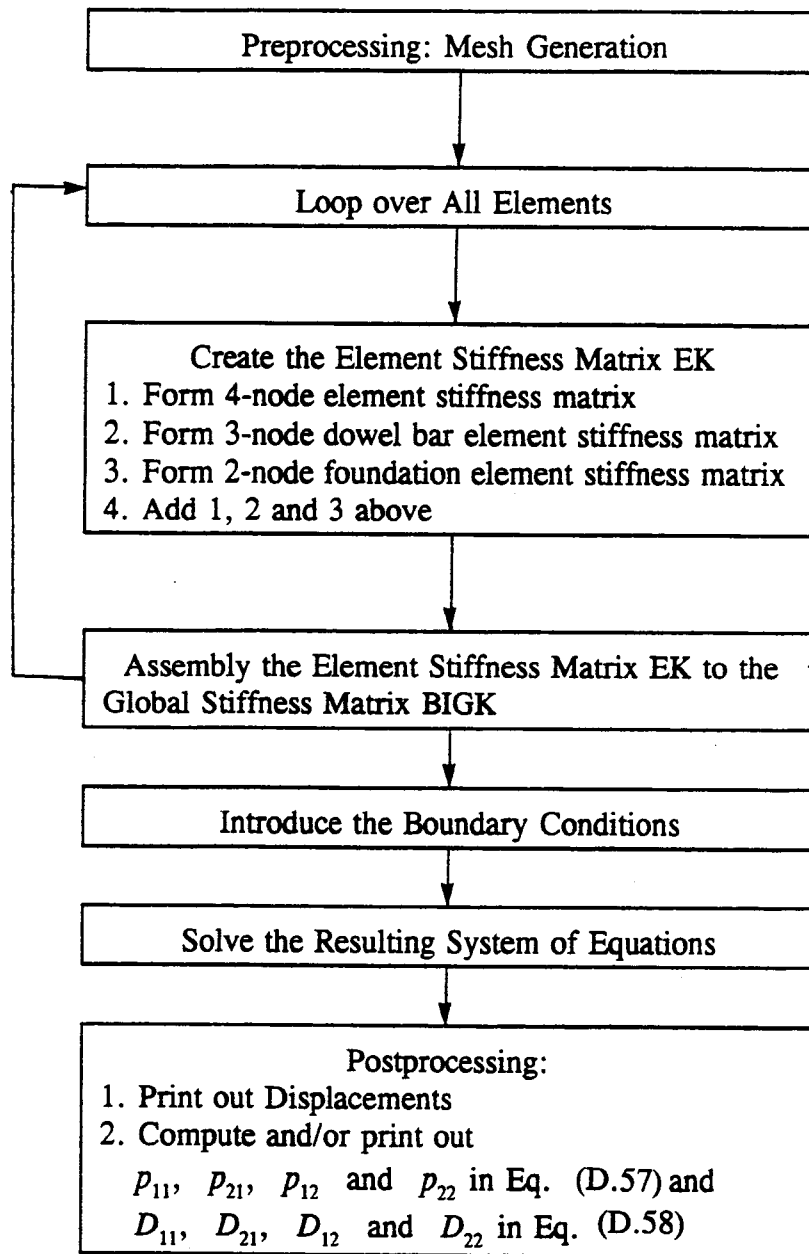 Preprocessing: Mesh Generation
Loop over All Elements
Create the Element Stiffness Matrix EK
1. Form 4-node element stiffness matrix
2. Form 3-node dowel bar element stiffness matrix
3. Form 2-node foundation element stiffness matrix
4. Add 1, 2 and 3 above
Assembly the Element Stiffness Matrix EK to the
Global Stiffness Matrix BIGK
Introduce the Boundary Conditions
Solve the Resulting System of Equations
Postprocessing:
1. Print out Displacements
2. Compute and/or print out
p₁₁, p₂₁, p₁₂ and p₂₂ in Eq. (D.57) and
D₁₁, D₂₁, D₁₂ and D₂₂ in Eq. (D.58)